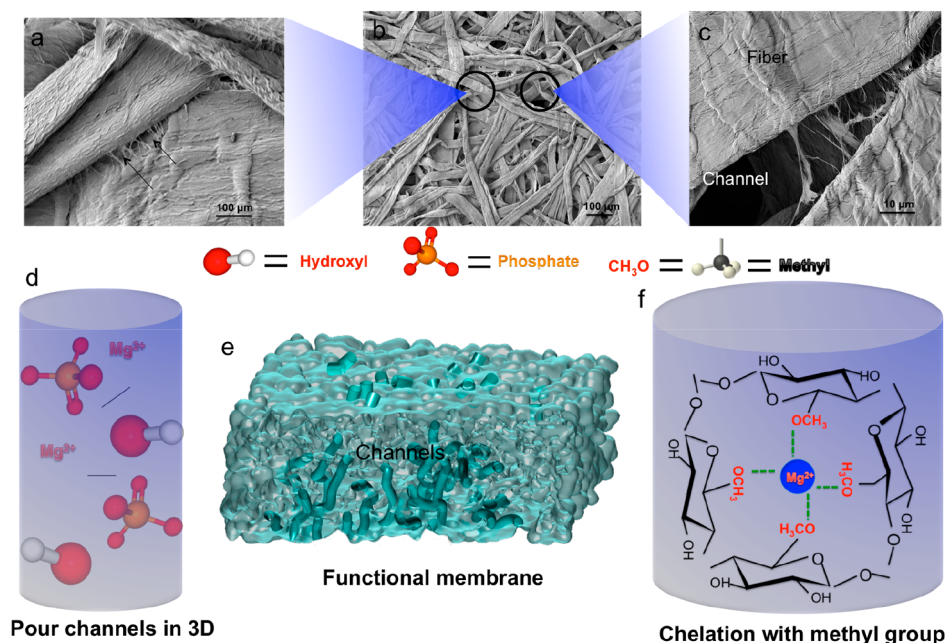 a
b
c
Fiber
Channel
100 μm
100 μm
10 μm
= Hydroxyl
= Phosphate
CH₃O = = Methyl
d
Mg²⁺
Mg²⁺
Pour channels in 3D
e
Channels
Functional membrane
f
HO
HO
O
O
O
O
OCH₃
OH
O
OCH₃
Mg²⁺
H₃CO
O
OH
OH
H₃CO
OH
O
O
O
O
HO
OH
Chelation with methyl group